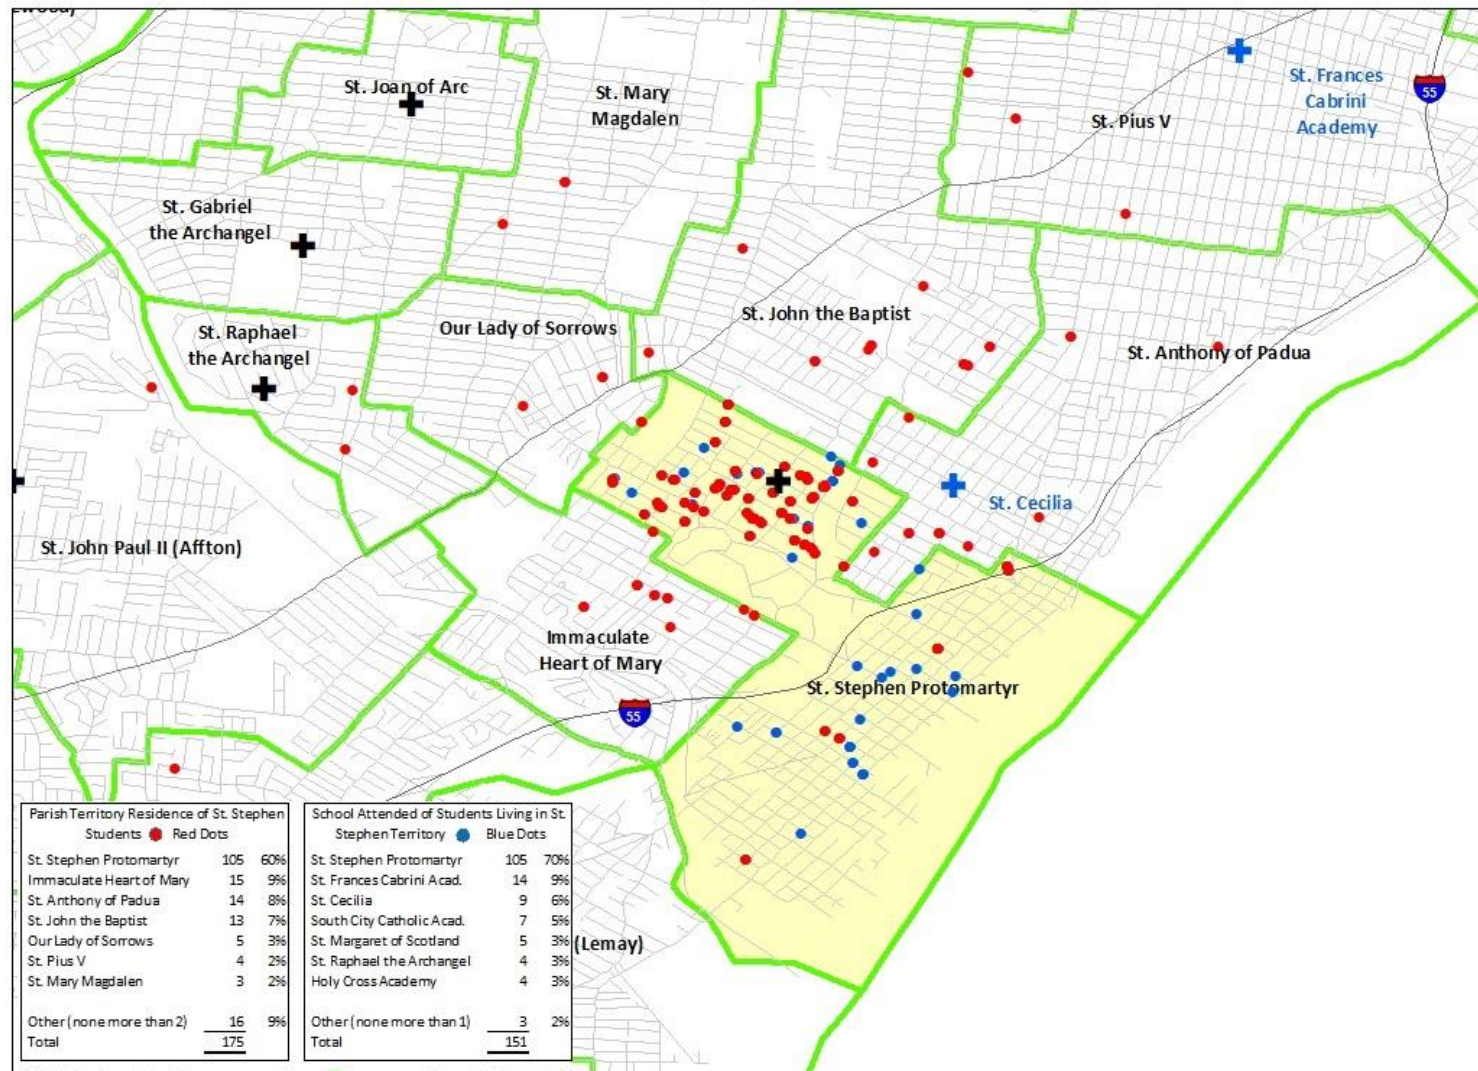 St. Joan of Arc
St. Mary
Magdalen
St. Pius V
St. Frances
Cabrini
Academy
55
St. Gabriel
the Archangel
St. Raphael
the Archangel
Our Lady of Sorrows
St. John the Baptist
St. Anthony of Padua
St. Cecilia
St. John Paul II (Affton)
Immaculate
Heart of Mary
St. Stephen Protomartyr
55
(Lemay)
Parish Territory Residence of St. Stephen
Students Red Dots
St. Stephen Protomartyr 105 60%
Immaculate Heart of Mary 15 9%
St. Anthony of Padua 14 8%
St. John the Baptist 13 7%
Our Lady of Sorrows 5 3%
St. Pius V 4 2%
St. Mary Magdalen 3 2%
Other (none more than 2) 16 9%
Total 175
School Attended of Students Living in St.
Stephen Territory Blue Dots
St. Stephen Protomartyr 105 70%
St. Frances Cabrini Acad. 14 9%
St. Cecilia 9 6%
South City Catholic Acad. 7 5%
St. Margaret of Scotland 5 3%
St. Raphael the Archangel 4 3%
Holy Cross Academy 4 3%
Other (none more than 1) 3 2%
Total 151